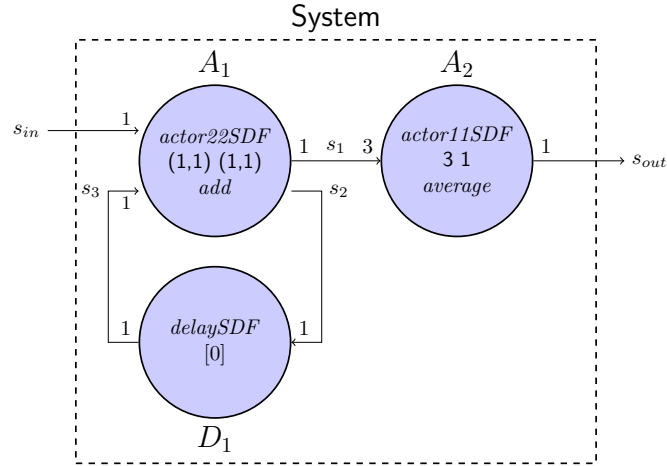 System
A₁
A₂
s_in
1
actor22SDF
(1,1) (1,1)
add
1
s₁
3
actor11SDF
3 1
average
1
s_out
s₃
1
s₂
1
delaySDF
[0]
1
D₁